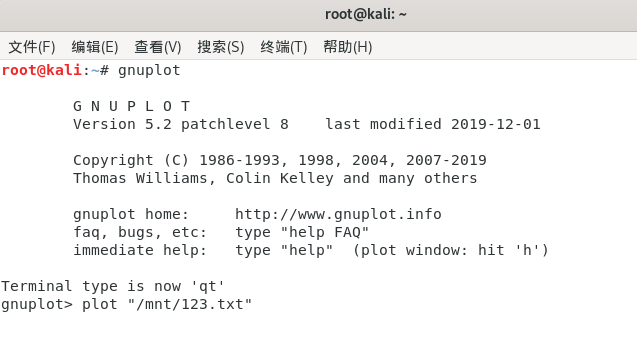 root@kali: ~
文件(F) 编辑(E) 查看(V) 搜索(S) 终端(T) 帮助(H)
root@kali:~# gnuplot
G N U P L O T
Version 5.2 patchlevel 8    last modified 2019-12-01
Copyright (C) 1986-1993, 1998, 2004, 2007-2019
Thomas Williams, Colin Kelley and many others
gnuplot home:     http://www.gnuplot.info
faq, bugs, etc:   type "help FAQ"
immediate help:   type "help"  (plot window: hit 'h')
Terminal type is now 'qt'
gnuplot> plot "/mnt/123.txt"